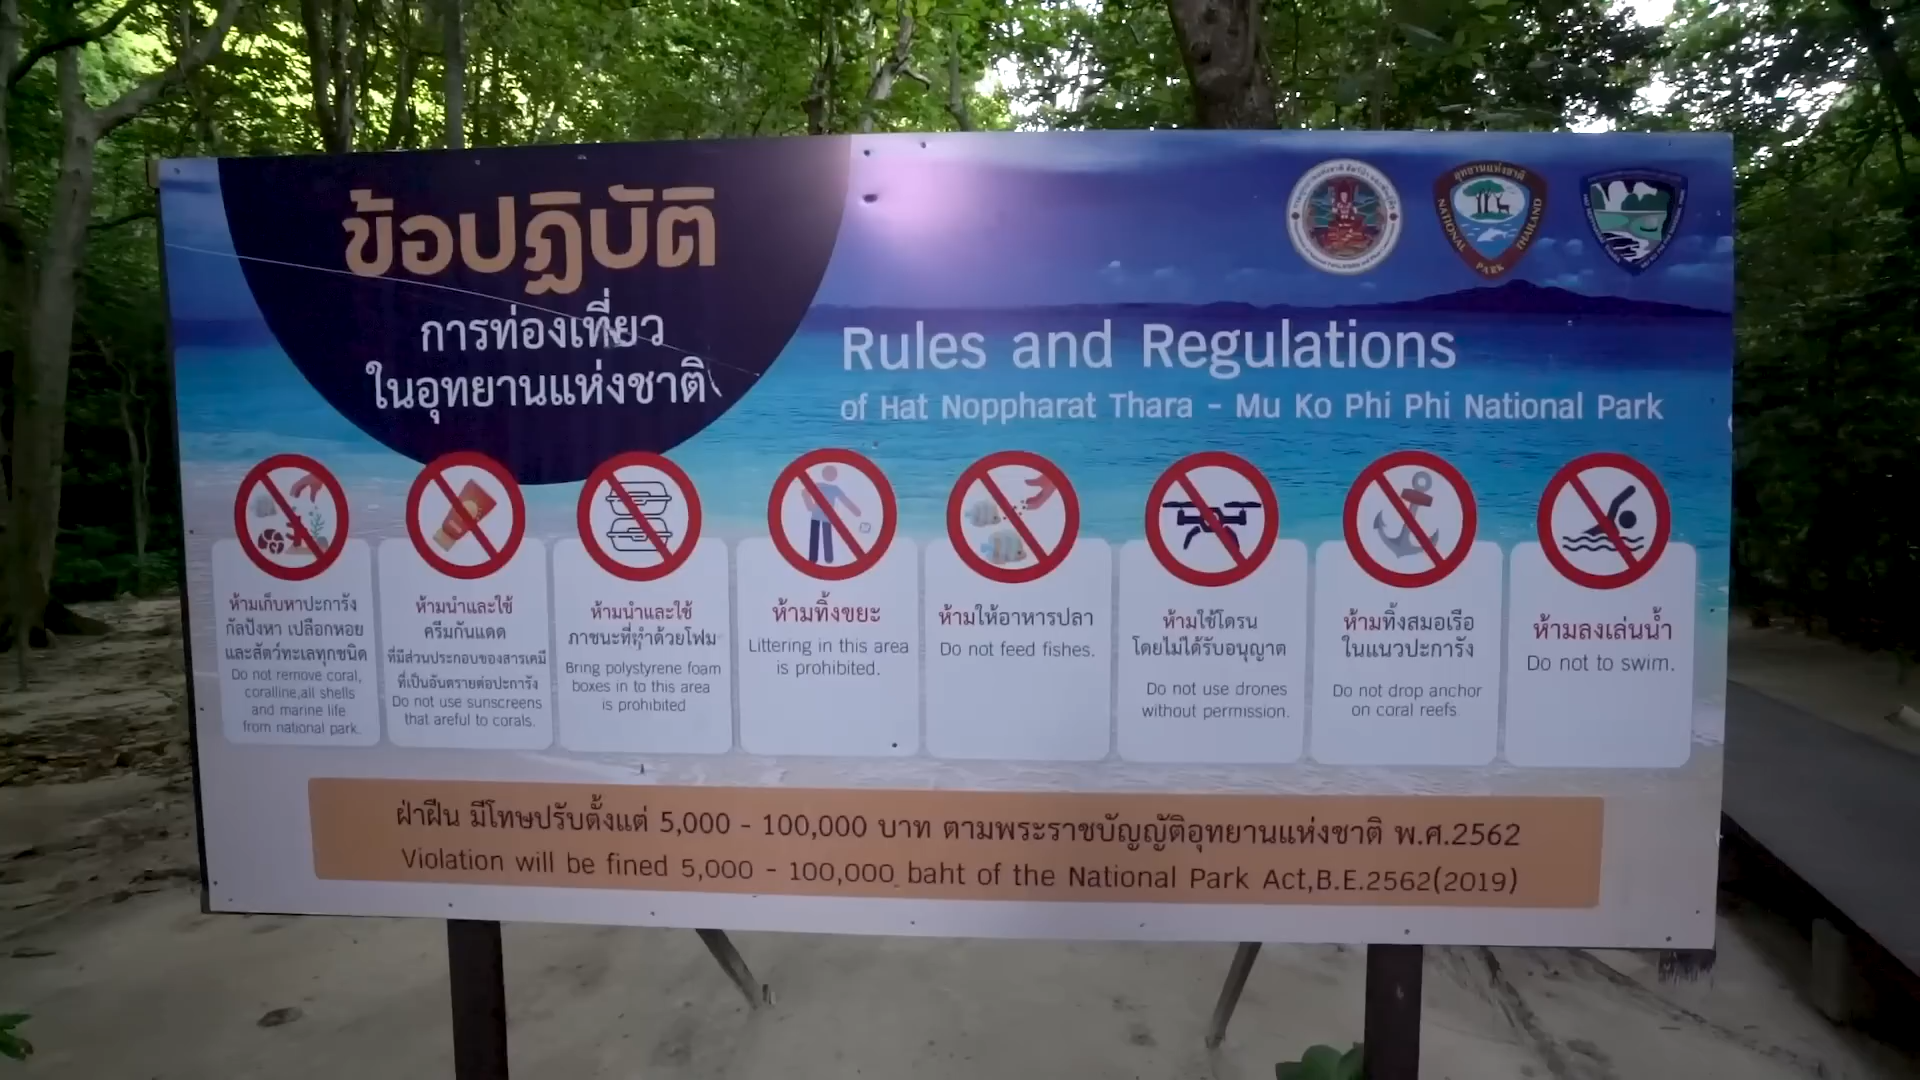 ข้อปฏิบัติ
การท่องเที่ยว
ในอุทยานแห่งชาติ
อุทยานแห่งชาติ
NATIONAL PARK THAILAND
Rules and Regulations
of Hat Noppharat Thara - Mu Ko Phi Phi National Park
ห้ามเก็บหาปะการัง
กัลปังหา เปลือกหอย
และสัตว์ทะเลทุกชนิด
Do not remove coral,
coralline,all shells
and marine life
from national park.
ห้ามนำและใช้
ครีมกันแดด
ที่มีส่วนประกอบของสารเคมี
ที่เป็นอันตรายต่อปะการัง
Do not use sunscreens
that areful to corals.
ห้ามนำและใช้
ภาชนะที่ทำด้วยโฟม
Bring polystyrene foam
boxes in to this area
is prohibited
ห้ามทิ้งขยะ
Littering in this area
is prohibited.
ห้ามให้อาหารปลา
Do not feed fishes.
ห้ามใช้โดรน
โดยไม่ได้รับอนุญาต
Do not use drones
without permission.
ห้ามทิ้งสมอเรือ
ในแนวปะการัง
Do not drop anchor
on coral reefs
ห้ามลงเล่นน้ำ
Do not to swim.
ฝ่าฝืน มีโทษปรับตั้งแต่ 5,000 - 100,000 บาท ตามพระราชบัญญัติอุทยานแห่งชาติ พ.ศ.2562
Violation will be fined 5,000 - 100,000 baht of the National Park Act,B.E.2562(2019)